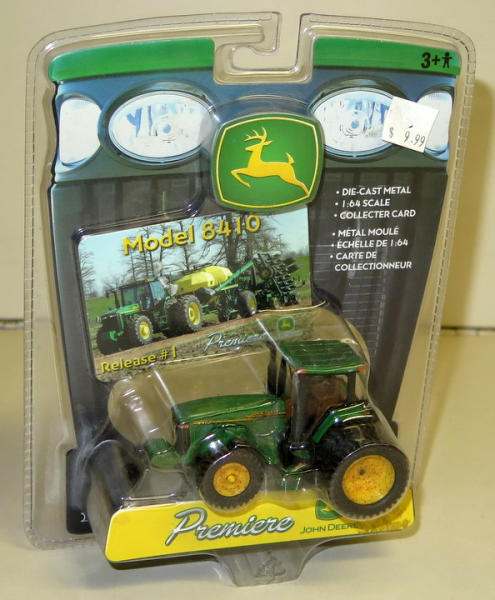 3+
$ 9.99
• DIE-CAST METAL
• 1:64 SCALE
• COLLECTER CARD
• MÉTAL MOULÉ
• ÉCHELLE DE 1:64
• CARTE DE
COLLECTIONNEUR
Model 8410
Release #1
Premiere
Premiere
JOHN DEERE